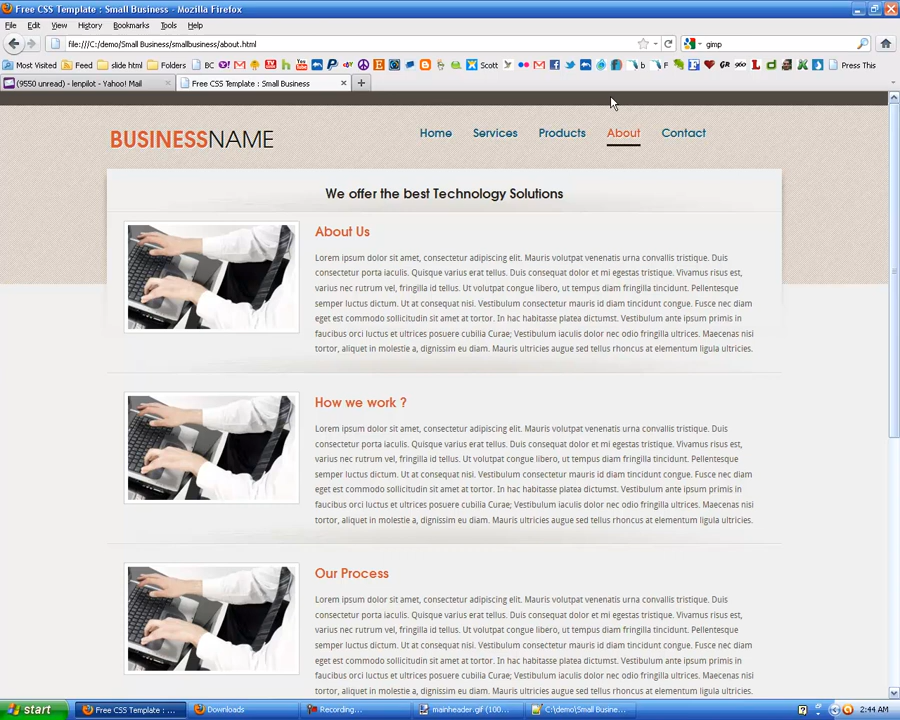 Free CSS Template : Small Business - Mozilla Firefox
File Edit View History Bookmarks Tools Help
file:///C:/demo/Small Business/smallbusiness/about.html
gimp
Most Visited Feed slide html Folders BC Scott b F GR 960 L d Press This
(9550 unread) - lenpilot - Yahoo! Mail
Free CSS Template : Small Business
BUSINESSNAME
Home Services Products About Contact
We offer the best Technology Solutions
About Us
Lorem ipsum dolor sit amet, consectetur adipiscing elit. Mauris volutpat venenatis urna convallis tristique. Duis
consectetur porta iaculis. Quisque varius erat tellus. Duis euismod placerat mi et egestas tristique. Vestibulum risus est,
varius nec rutrum vel, fringilla id tellus. Ut volutpat congue libero, ut tempus tortor fringilla quis. Pellentesque
semper luctus dictum. Ut at consequat nisi. Vestibulum consectetur mauris id diam tincidunt congue. Fusce nec diam
eget est commodo sollicitudin sit amet at tortor. In hac habitasse platea dictumst. Vestibulum ante ipsum primis in
faucibus orci luctus et ultrices posuere cubilia Curae; Vestibulum iaculis dolor nec odio fringilla ultrices. Maecenas nisi
tortor, aliquet in molestie a, dignissim eu diam. Mauris ultricies augue sed tellus rhoncus at elementum ligula ultricies.
How we work ?
Lorem ipsum dolor sit amet, consectetur adipiscing elit. Mauris volutpat venenatis urna convallis tristique. Duis
consectetur porta iaculis. Quisque varius erat tellus. Duis euismod placerat mi et egestas tristique. Vestibulum risus est,
varius nec rutrum vel, fringilla id tellus. Ut volutpat congue libero, ut tempus tortor fringilla quis. Pellentesque
semper luctus dictum. Ut at consequat nisi. Vestibulum consectetur mauris id diam tincidunt congue. Fusce nec diam
eget est commodo sollicitudin sit amet at tortor. In hac habitasse platea dictumst. Vestibulum ante ipsum primis in
faucibus orci luctus et ultrices posuere cubilia Curae; Vestibulum iaculis dolor nec odio fringilla ultrices. Maecenas nisi
tortor, aliquet in molestie a, dignissim eu diam. Mauris ultricies augue sed tellus rhoncus at elementum ligula ultricies.
Our Process
Lorem ipsum dolor sit amet, consectetur adipiscing elit. Mauris volutpat venenatis urna convallis tristique. Duis
consectetur porta iaculis. Quisque varius erat tellus. Duis euismod placerat mi et egestas tristique. Vestibulum risus est,
varius nec rutrum vel, fringilla id tellus. Ut volutpat congue libero, ut tempus tortor fringilla quis. Pellentesque
semper luctus dictum. Ut at consequat nisi. Vestibulum consectetur mauris id diam tincidunt congue. Fusce nec diam
eget est commodo sollicitudin sit amet at tortor. In hac habitasse platea dictumst. Vestibulum ante ipsum primis in
faucibus orci luctus et ultrices posuere cubilia Curae; Vestibulum iaculis dolor nec odio fringilla ultrices. Maecenas nisi
tortor, aliquet in molestie a, dignissim eu diam. Mauris ultricies augue sed tellus rhoncus at elementum ligula ultricies.
start Free CSS Template : ... Downloads Recording... mainheader.gif (100... C:\demo\Small Busine... 2:44 AM